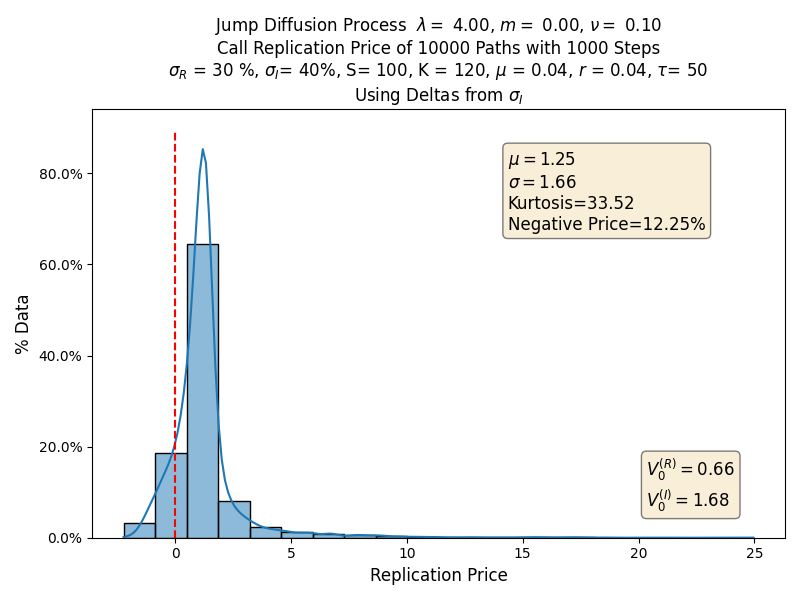 Jump Diffusion Process λ = 4.00, m = 0.00, ν = 0.10
Call Replication Price of 10000 Paths with 1000 Steps
σ_R = 30 %, σ_I= 40%, S= 100, K = 120, μ = 0.04, r = 0.04, τ= 50
Using Deltas from σ_I
μ = 1.25
σ = 1.66
Kurtosis=33.52
Negative Price=12.25%
80.0%
60.0%
40.0%
20.0%
0.0%
% Data
V_0^(R) = 0.66
V_0^(I) = 1.68
0 5 10 15 20 25
Replication Price